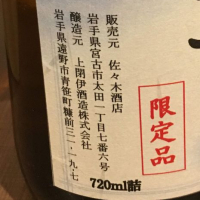 販売元 佐々木酒店
岩手県宮古市太田一丁目七番六号
醸造元 上閉伊酒造株式会社
岩手県遠野市青笹町糠前三一-一九-七
限定品
720ml詰